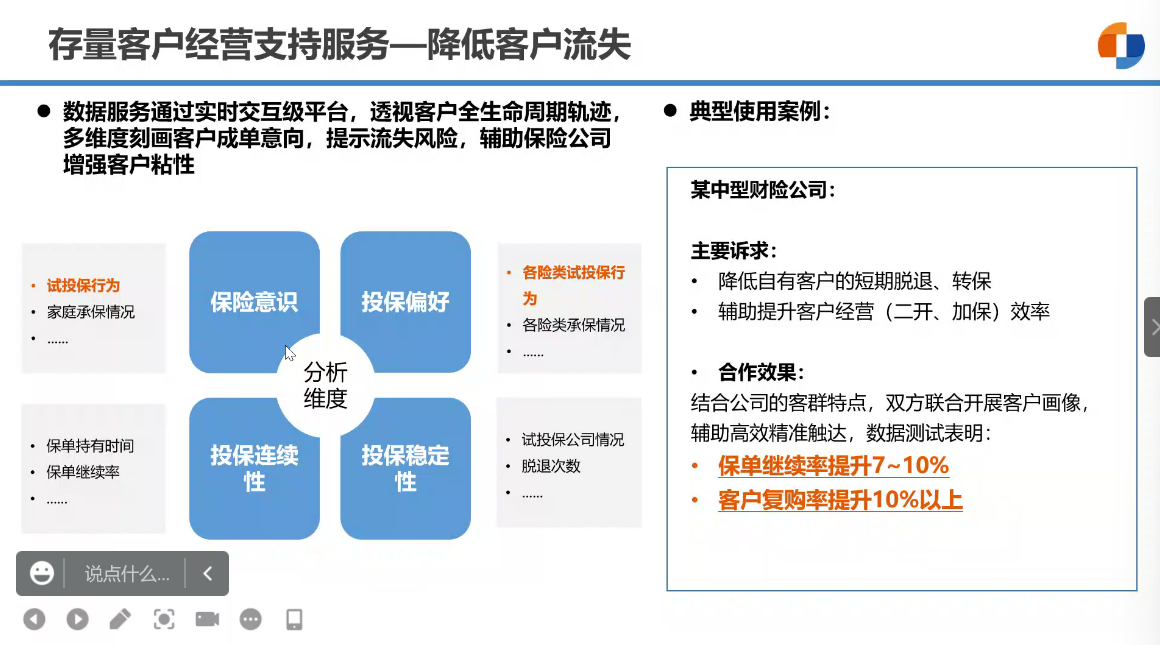 存量客户经营支持服务—降低客户流失
● 数据服务通过实时交互级平台，透视客户全生命周期轨迹，
多维度刻画客户成单意向，提示流失风险，辅助保险公司
增强客户粘性
• 试投保行为
• 家庭承保情况
• ......
保险意识
投保偏好
• 各险类试投保行
为
• 各险类承保情况
• ......
分析
维度
• 保单持有时间
• 保单继续率
• ......
投保连续
性
投保稳定
性
• 试投保公司情况
• 脱退次数
• ......
● 典型使用案例：
某中型财险公司：
主要诉求：
• 降低自有客户的短期脱退、转保
• 辅助提升客户经营（二开、加保）效率
• 合作效果：
结合公司的客群特点，双方联合开展客户画像，
辅助高效精准触达，数据测试表明：
• 保单继续率提升7~10%
• 客户复购率提升10%以上
说点什么...